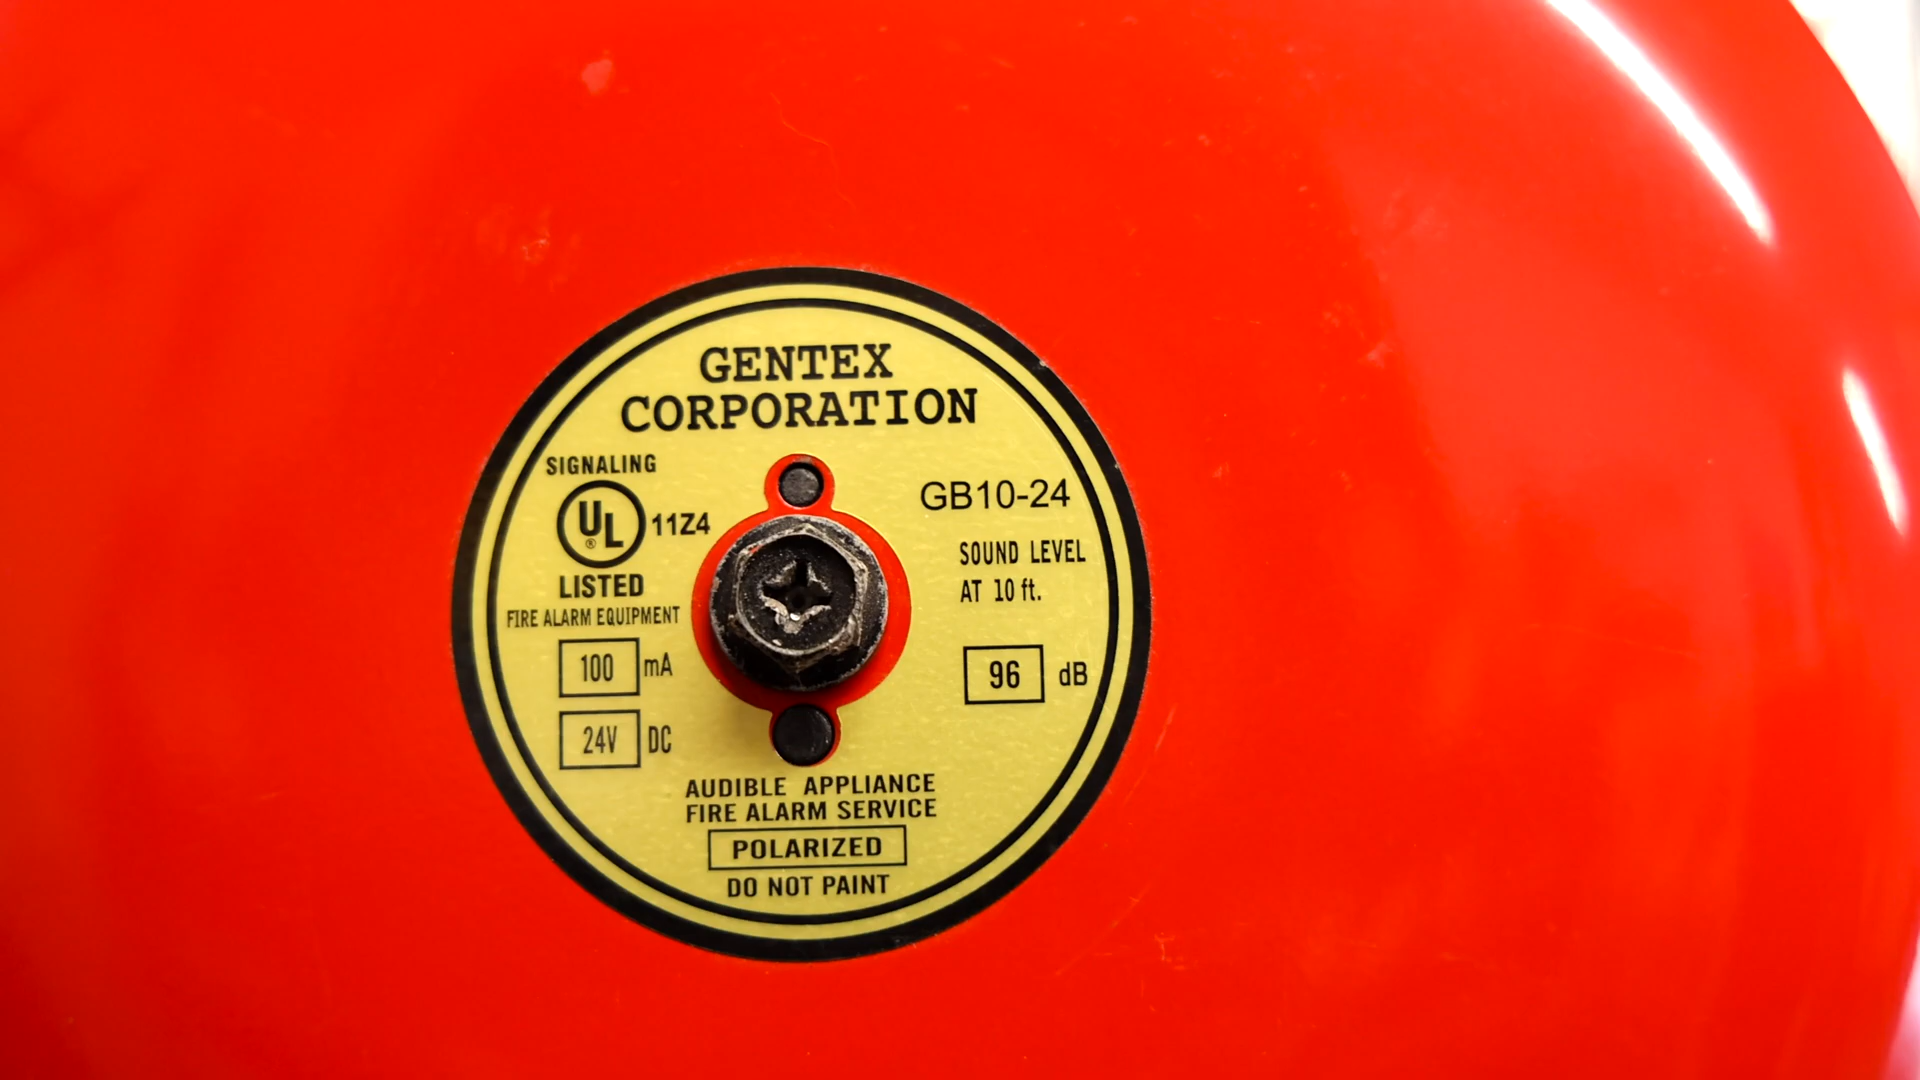 GENTEX
CORPORATION
SIGNALING
UL
®
11Z4
LISTED
FIRE ALARM EQUIPMENT
100 mA
24V DC
GB10-24
SOUND LEVEL
AT 10 ft.
96 dB
AUDIBLE APPLIANCE
FIRE ALARM SERVICE
POLARIZED
DO NOT PAINT